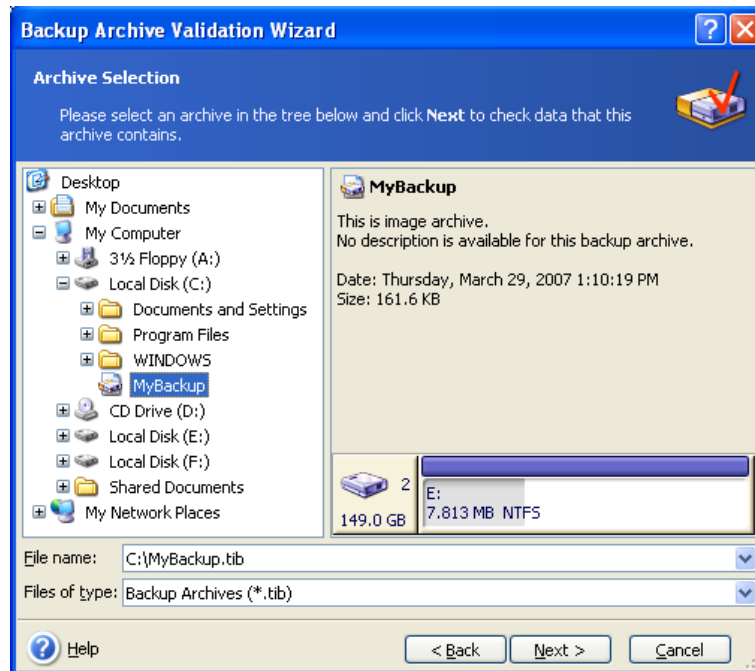 Backup Archive Validation Wizard
Archive Selection
Please select an archive in the tree below and click Next to check data that this
archive contains.
Desktop
My Documents
My Computer
3½ Floppy (A:)
Local Disk (C:)
Documents and Settings
Program Files
WINDOWS
MyBackup
CD Drive (D:)
Local Disk (E:)
Local Disk (F:)
Shared Documents
My Network Places
MyBackup
This is image archive.
No description is available for this backup archive.
Date: Thursday, March 29, 2007 1:10:19 PM
Size: 161.6 KB
2
149.0 GB
E:
7.813 MB NTFS
File name: C:\MyBackup.tib
Files of type: Backup Archives (*.tib)
Help < Back Next > Cancel